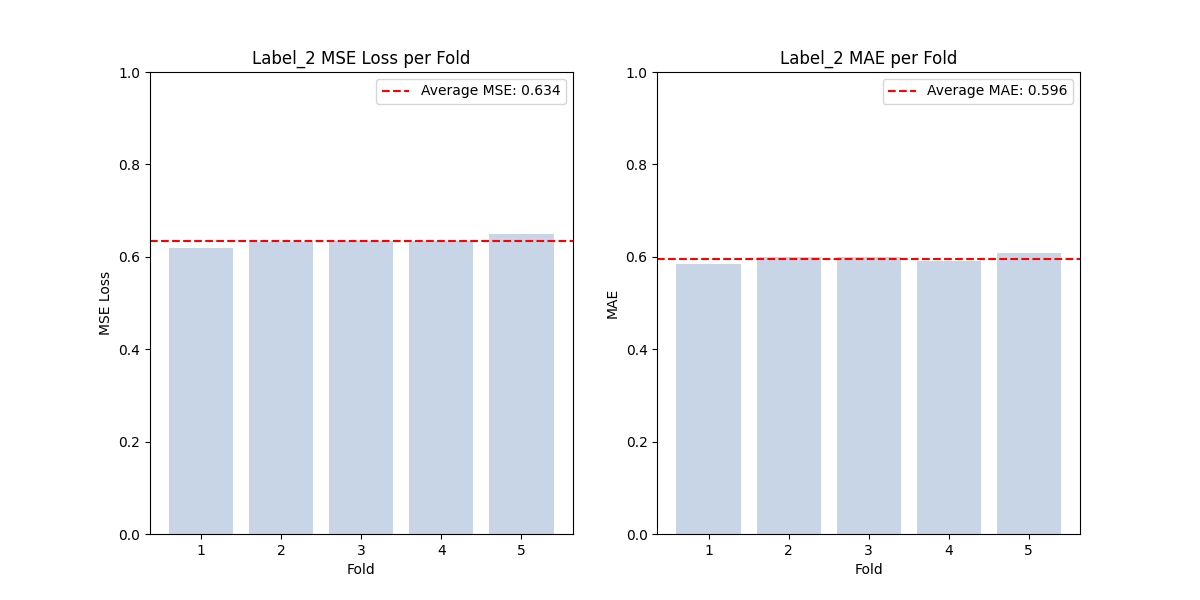 Label_2 MSE Loss per Fold
Average MSE: 0.634
1.0
0.8
0.6
0.4
0.2
0.0
MSE Loss
1 2 3 4 5
Fold
Label_2 MAE per Fold
Average MAE: 0.596
1.0
0.8
0.6
0.4
0.2
0.0
MAE
1 2 3 4 5
Fold